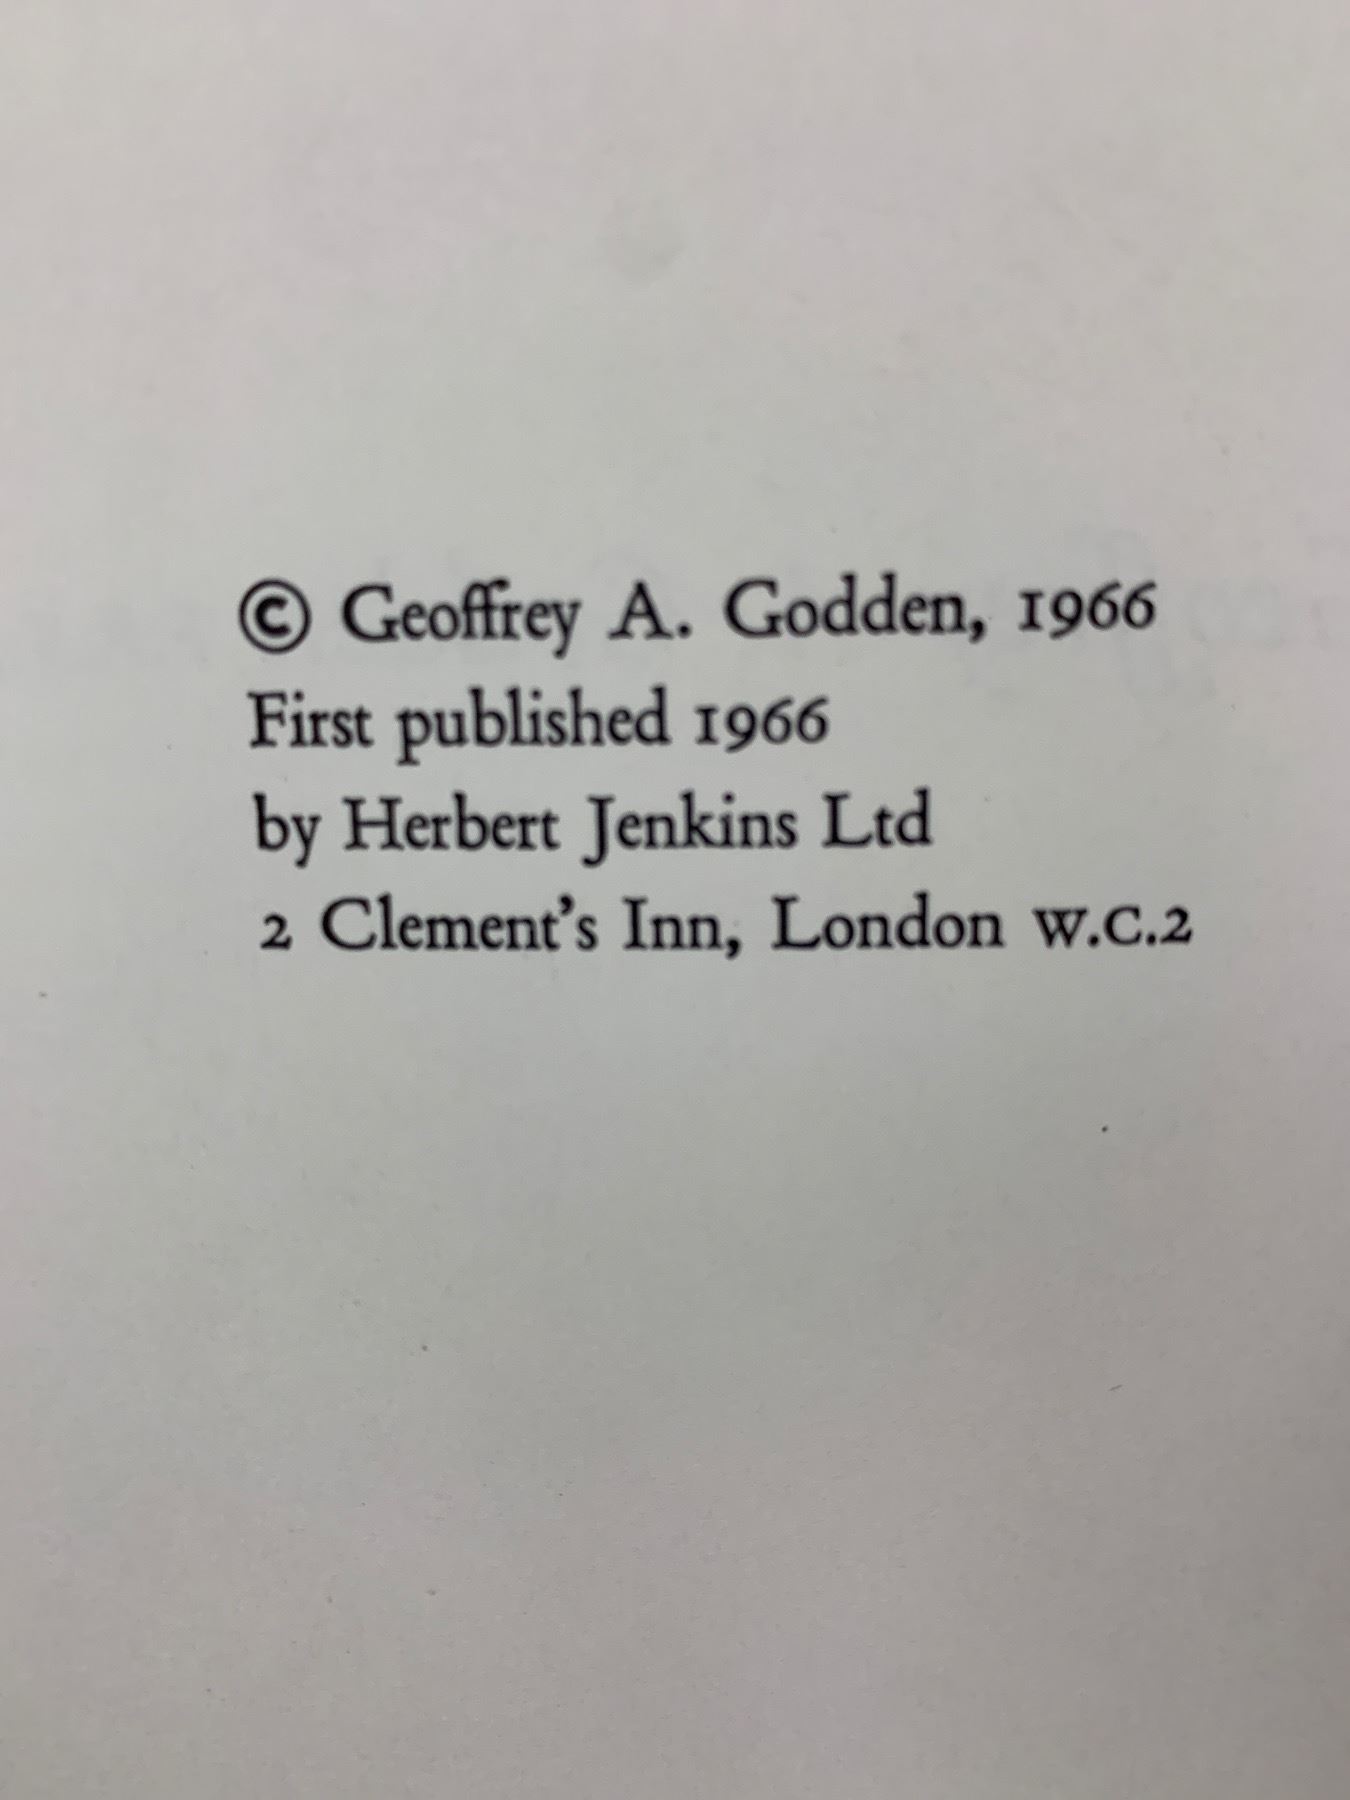 © Geoffrey A. Godden, 1966
First published 1966
by Herbert Jenkins Ltd
2 Clement's Inn, London W.C.2